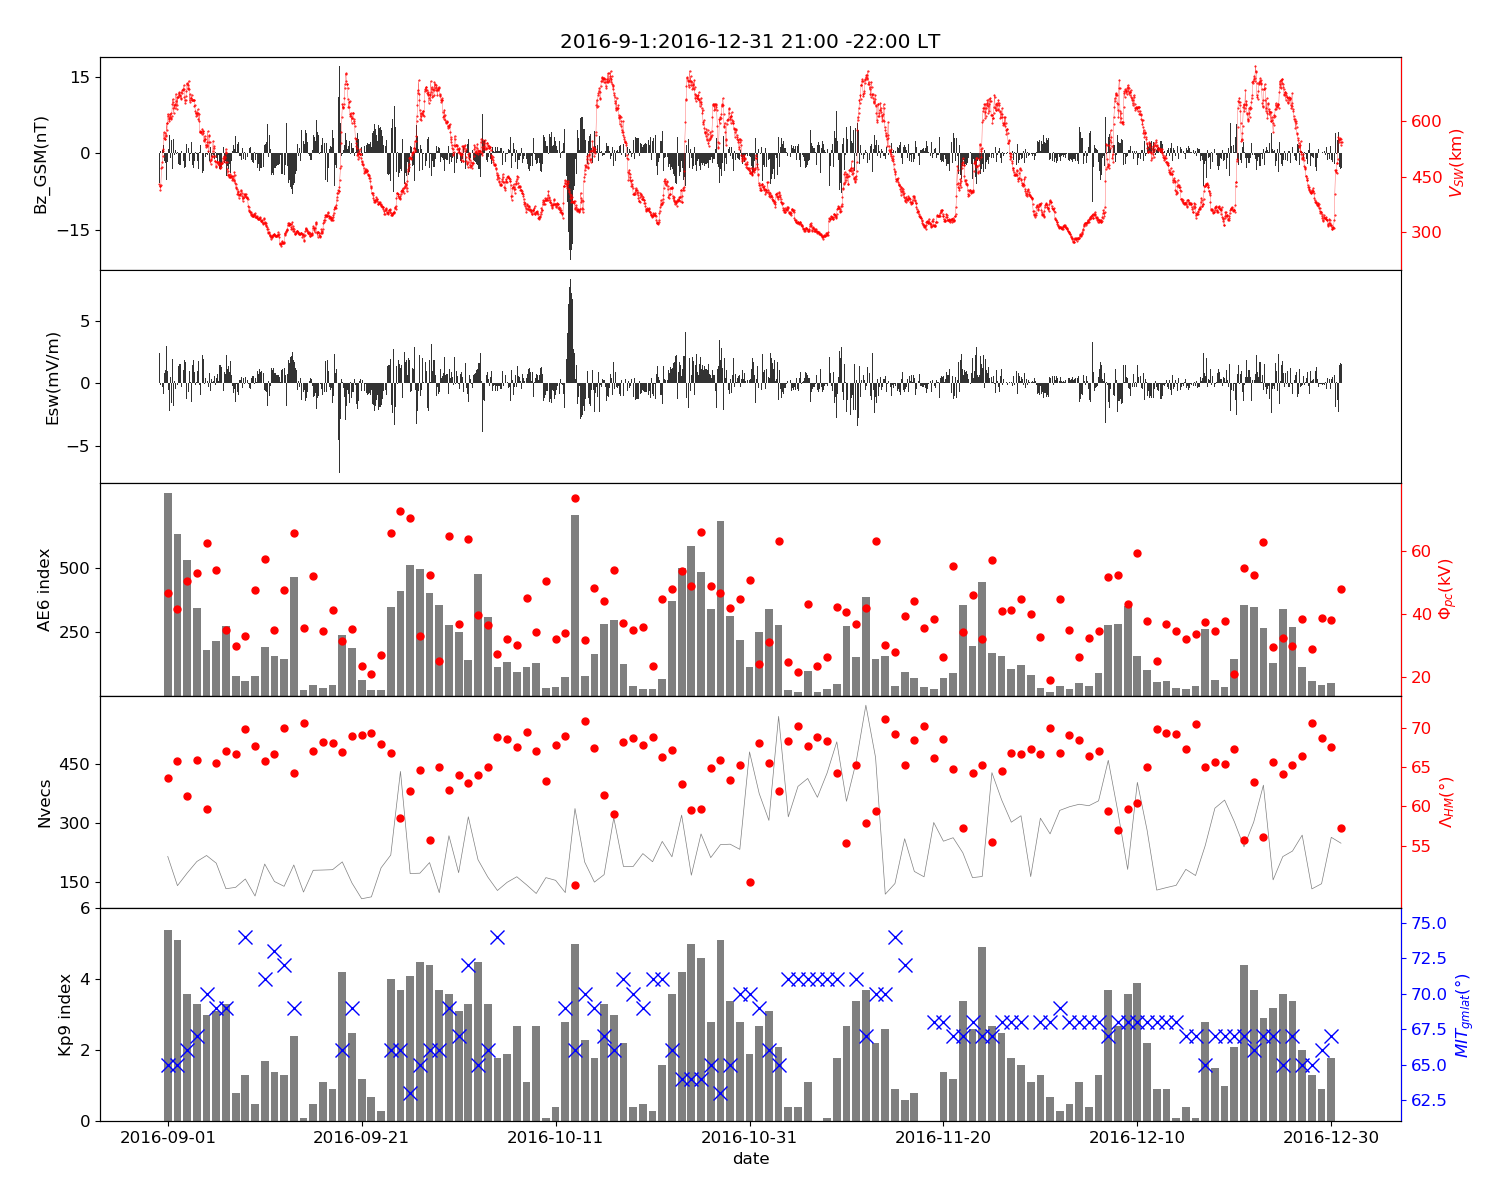 2016-9-1:2016-12-31 21:00 -22:00 LT
15
0
−15
Bz_GSM(nT)
600
450
300
V_SW(km)
5
0
−5
Esw(mV/m)
500
250
AE6 index
60
40
20
Φ_pc(kV)
450
300
150
Nvecs
70
65
60
55
Λ_HM(°)
6
4
2
0
Kp9 index
75.0
72.5
70.0
67.5
65.0
62.5
MIT_gmlat(°)
2016-09-01 2016-09-21 2016-10-11 2016-10-31 2016-11-20 2016-12-10 2016-12-30
date